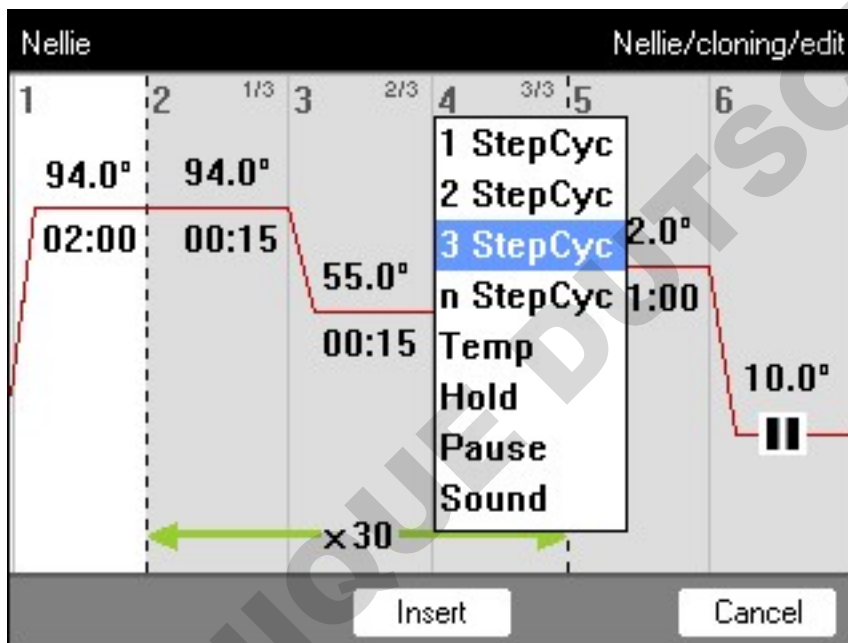 Nellie Nellie/cloning/edit
1 2 1/3 3 2/3 4 3/3 5 6
94.0° 94.0°
02:00 00:15
55.0°
00:15
1 StepCyc
2 StepCyc
3 StepCyc
n StepCyc
Temp
Hold
Pause
Sound
2.0°
1:00
10.0°
x30
Insert Cancel